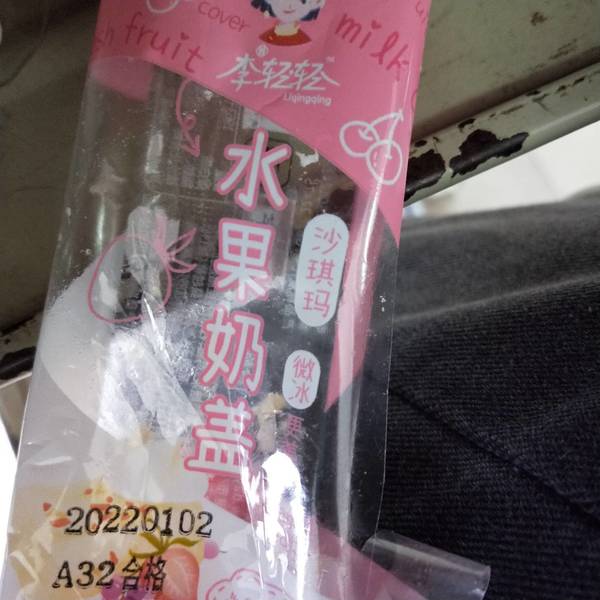 cover
fruit
milk
李轻轻
Liqingqing
水果奶盖
沙琪玛
微冰
20220102
A32合格